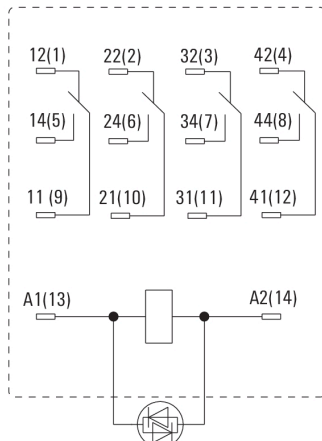 12(1) 22(2) 32(3) 42(4)
14(5) 24(6) 34(7) 44(8)
11 (9) 21(10) 31(11) 41(12)
A1(13) A2(14)